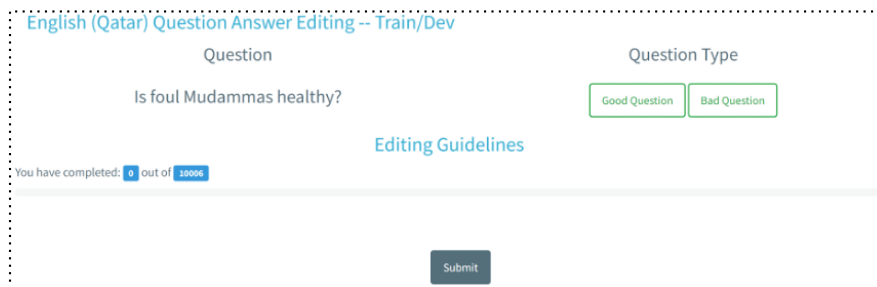 English (Qatar) Question Answer Editing -- Train/Dev
Question Question Type
Is foul Mudammas healthy? Good Question Bad Question
Editing Guidelines
You have completed: 0 out of 10006
Submit